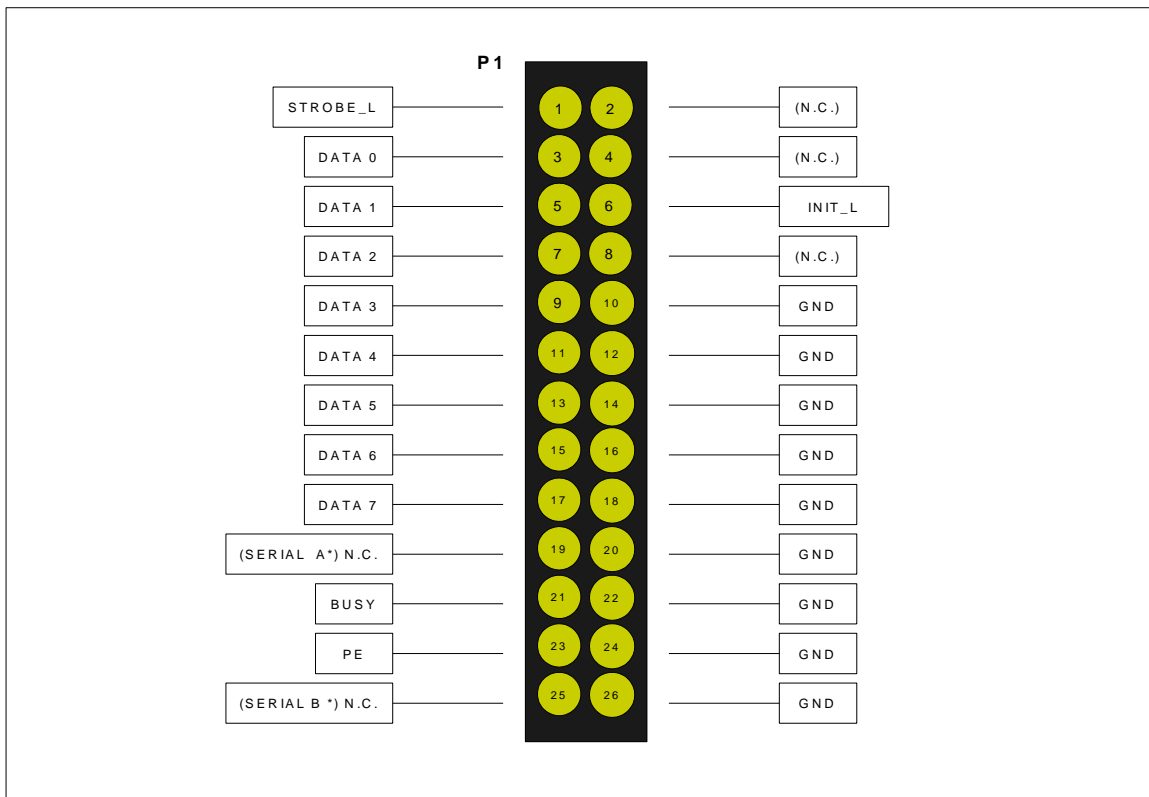 P1
STROBE_L 1 2 (N.C.)
DATA 0 3 4 (N.C.)
DATA 1 5 6 INIT_L
DATA 2 7 8 (N.C.)
DATA 3 9 10 GND
DATA 4 11 12 GND
DATA 5 13 14 GND
DATA 6 15 16 GND
DATA 7 17 18 GND
(SERIAL A*) N.C. 19 20 GND
BUSY 21 22 GND
PE 23 24 GND
(SERIAL B *) N.C. 25 26 GND